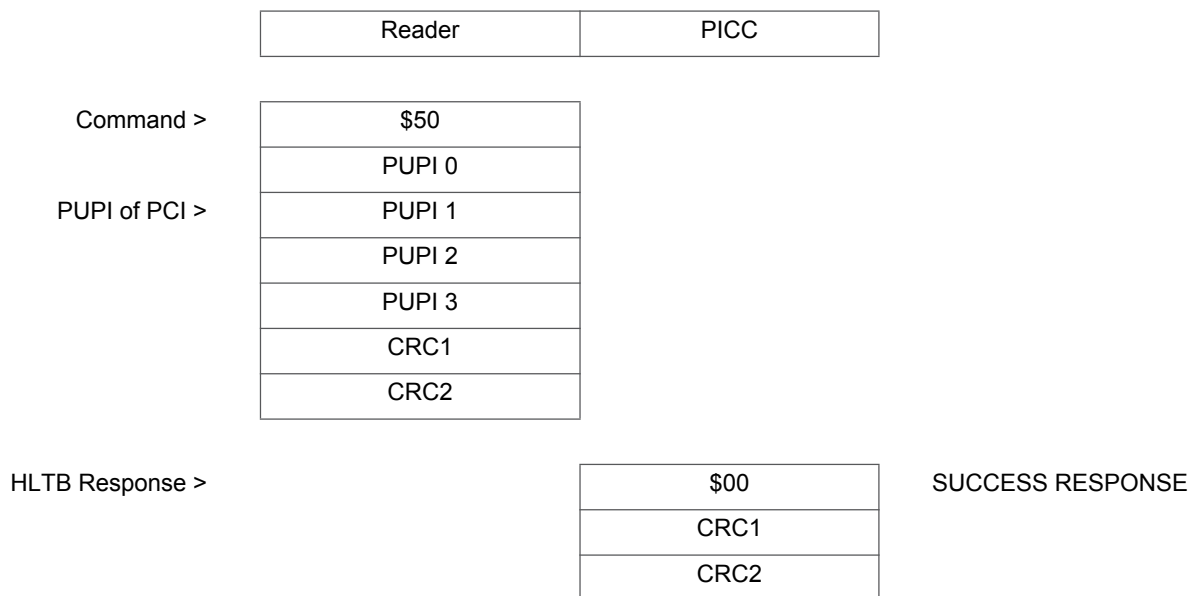 Reader PICC
Command > $50
PUPI 0
PUPI of PCI > PUPI 1
PUPI 2
PUPI 3
CRC1
CRC2
HLTB Response > $00 SUCCESS RESPONSE
CRC1
CRC2